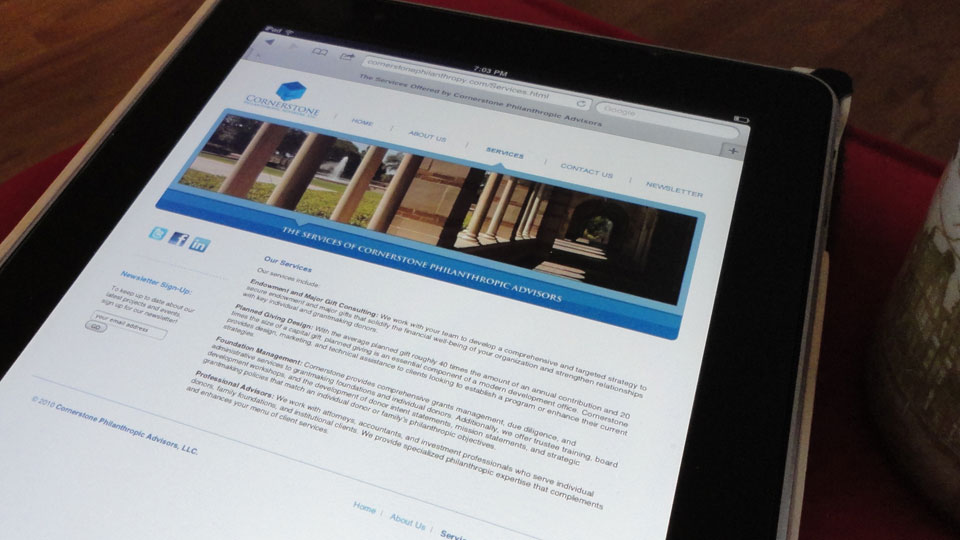 iPad
7:03 PM
The Services Offered by Cornerstone Philanthropic Advisors
cornerstonephilanthropy.com/Services.html
Google
CORNERSTONE
HOME | ABOUT US | SERVICES | CONTACT US | NEWSLETTER
THE SERVICES OF CORNERSTONE PHILANTHROPIC ADVISORS
f in
Newsletter Sign-Up:
To keep up to date about our
latest projects and events,
sign up for our newsletter!
your email address
GO
Our Services
Our services include:
Endowment and Major Gift Consulting: We work with your team to develop a comprehensive and targeted strategy to
secure endowment and major gifts that solidify the financial well-being of your organization and strengthen relationships
with key individual and grantmaking donors.
Planned Giving Design: With the average planned gift roughly 40 times the amount of an annual contribution and 20
times the size of a capital gift, planned giving is an essential component of a modern development office. Cornerstone
provides design, marketing, and technical assistance to clients looking to establish a program or enhance their current
strategies.
Foundation Management: Cornerstone provides comprehensive grants management, due diligence, and
administrative services to grantmaking foundations and individual donors. Additionally, we offer trustee training, board
development workshops, and the development of donor intent statements, mission statements, and strategic
grantmaking policies that match an individual donor or family's philanthropic objectives.
Professional Advisors: We work with attorneys, accountants, and investment professionals who serve individual
donors, family foundations, and institutional clients. We provide specialized philanthropic expertise that complements
and enhances your menu of client services.
© 2010 Cornerstone Philanthropic Advisors, LLC.
Home | About Us |